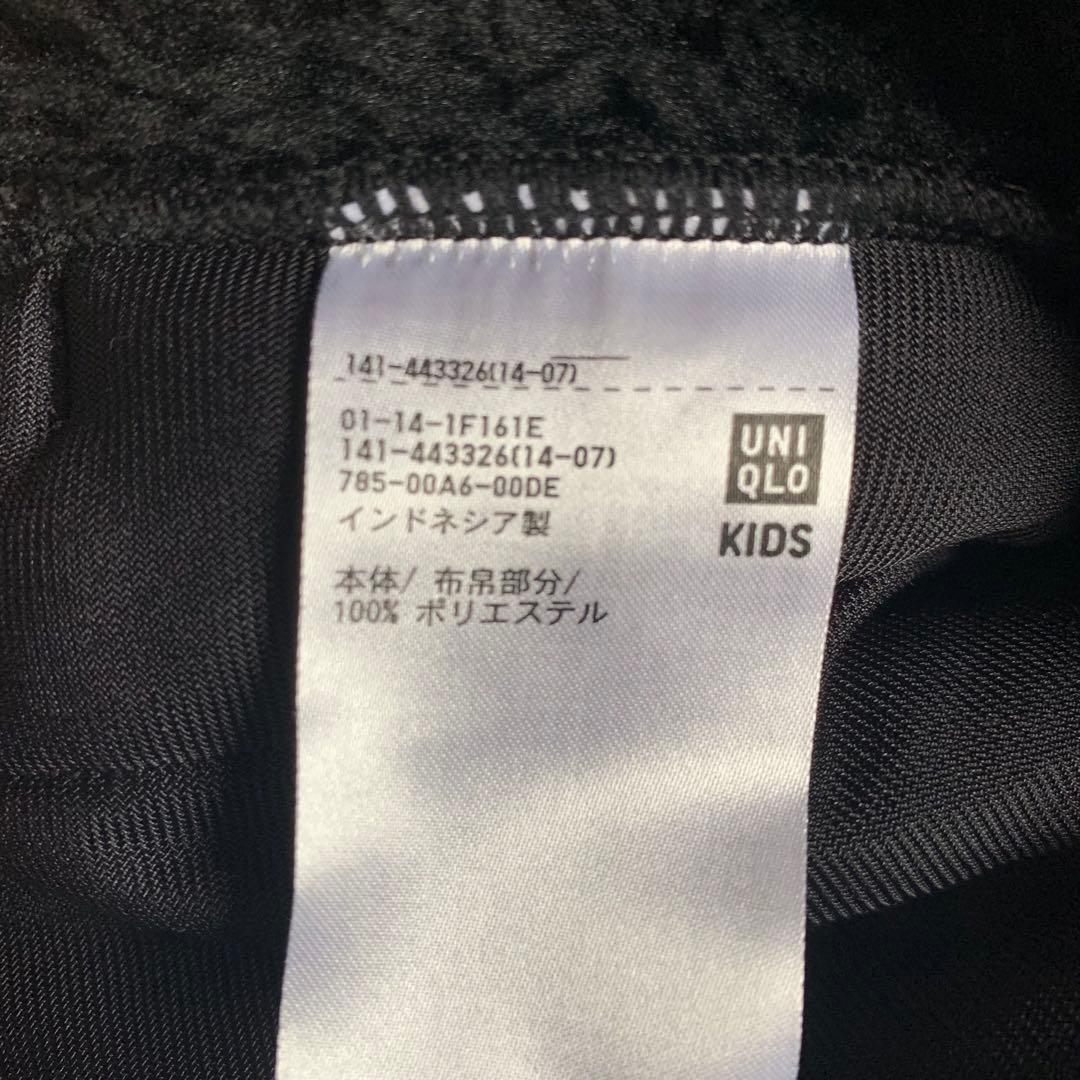 141-443326(14-07)
01-14-1F161E
141-443326(14-07)
785-00A6-00DE
インドネシア製
本体/ 布帛部分/
100% ポリエステル
UNI
QLO
KIDS